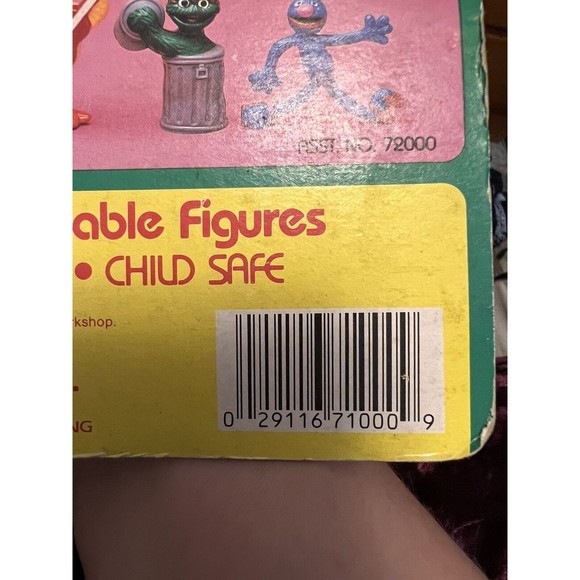 ASST. NO. 72000
able Figures
• CHILD SAFE
rkshop.
NG
0 29116 71000 9